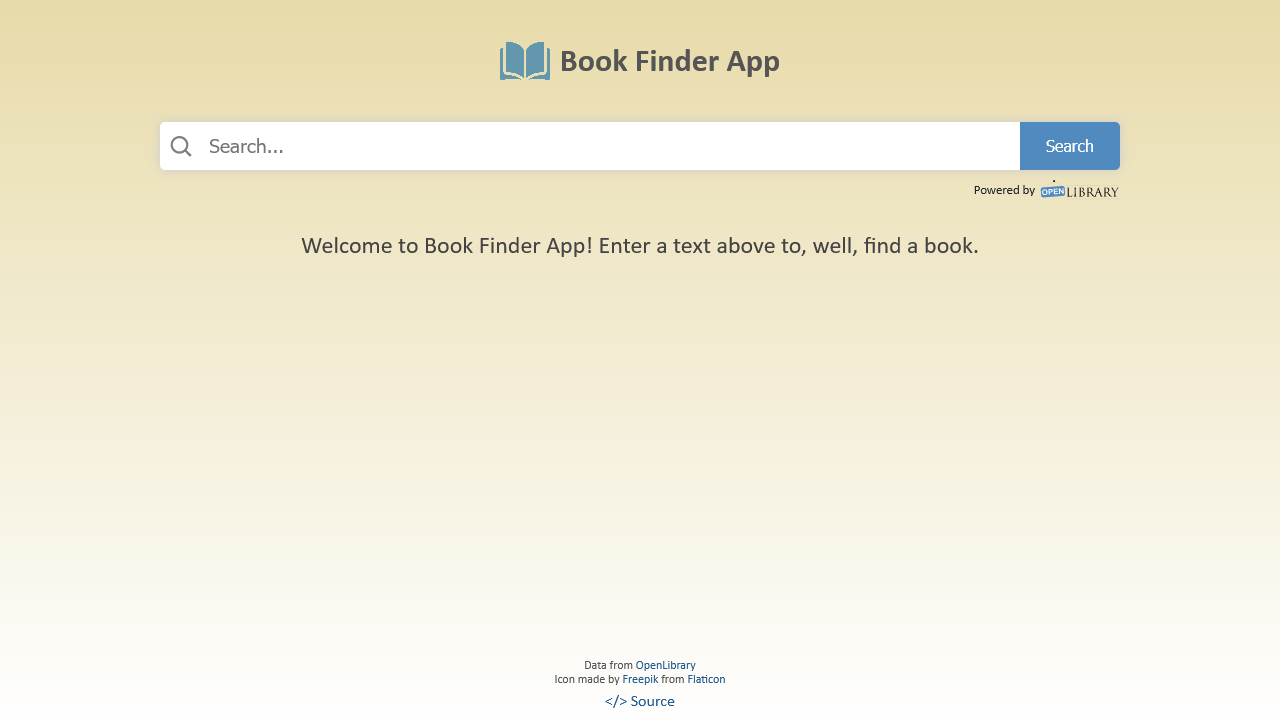 Book Finder App
Search...
Search
Powered by OPEN LIBRARY
Welcome to Book Finder App! Enter a text above to, well, find a book.
Data from OpenLibrary
Icon made by Freepik from Flaticon
</> Source